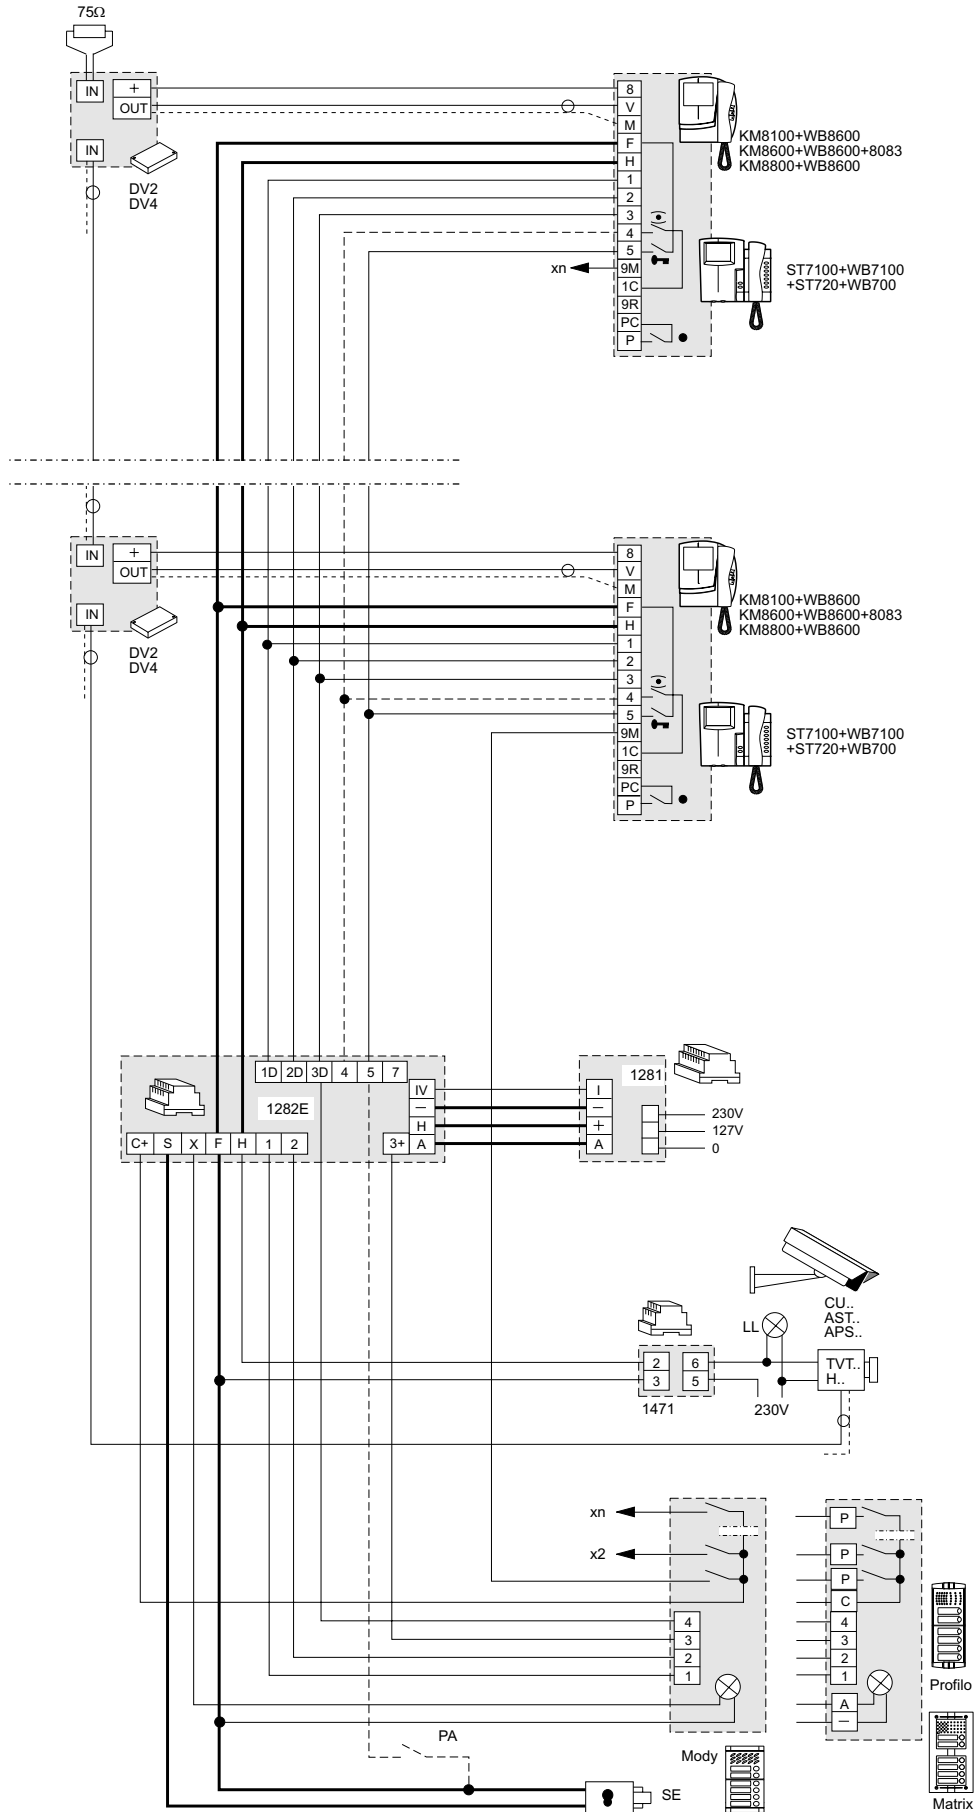 75Ω
IN
+
OUT
IN
DV2
DV4
8
V
M
F
H
1
2
3
4
5
9M
1C
9R
PC
P
xn
KM8100+WB8600
KM8600+WB8600+8083
KM8800+WB8600
ST7100+WB7100
+ST720+WB700
IN
+
OUT
IN
DV2
DV4
8
V
M
F
H
1
2
3
4
5
9M
1C
9R
PC
P
KM8100+WB8600
KM8600+WB8600+8083
KM8800+WB8600
ST7100+WB7100
+ST720+WB700
1D 2D 3D 4 5 7
1282E
IV
–
H
3+ A
C+ S X F H 1 2
I
–
+
A
1281
230V
127V
0
CU..
AST..
APS..
LL
2 6
3 5
1471
230V
TVT..
H..
xn
x2
4
3
2
1
P
P
P
C
4
3
2
1
A
–
Profilo
PA
Mody
SE
Matrix